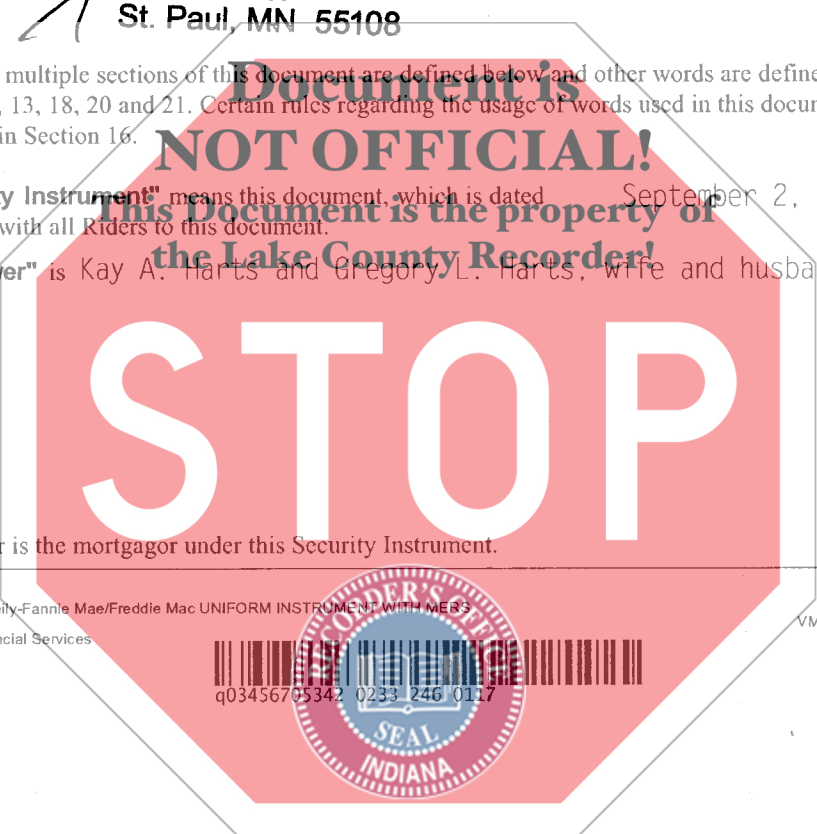 St. Paul, MN 55108
multiple sections of this document are defined below and other words are define
, 13, 18, 20 and 21. Certain rules regarding the usage of words used in this docu
in Section 16.
Document is
NOT OFFICIAL!
This Document is the property of
the Lake County Recorder!
y Instrument" means this document, which is dated September 2,
with all Riders to this document.
er" is Kay A. Harts and Gregory L. Harts, wife and husba
STOP
r is the mortgagor under this Security Instrument.
ily-Fannie Mae/Freddie Mac UNIFORM INSTRUMENT WITH MERS
VM
ncial Services
q03456705342 0233 246 0117
RECORDER'S OFFICE
SEAL
INDIANA